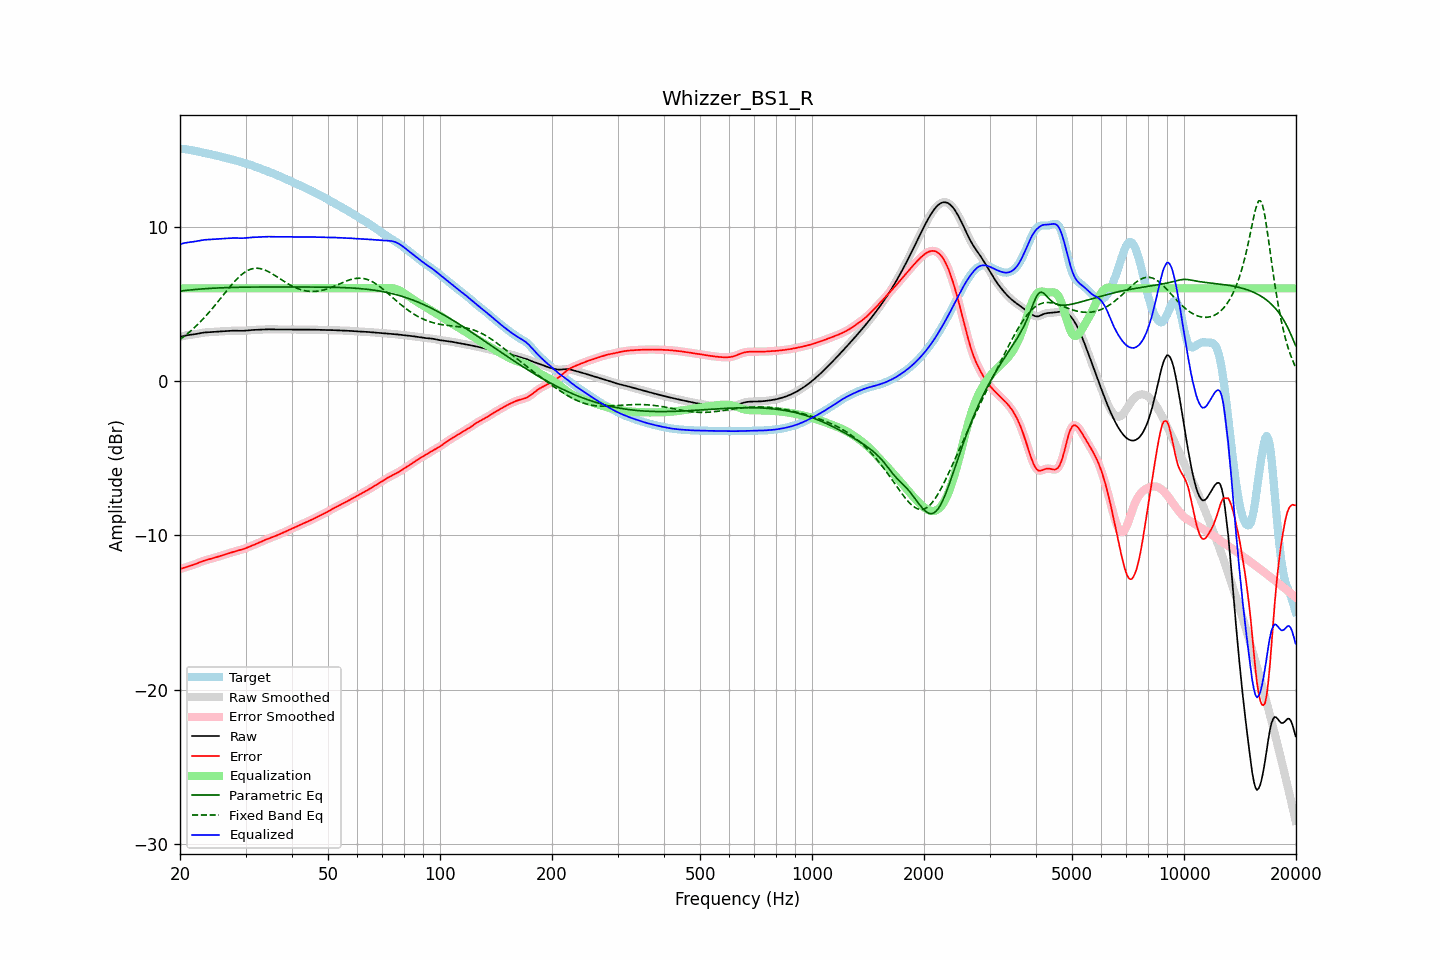 Whizzer_BS1_R
Amplitude (dBr)
10
0
−10
−20
−30
Target
Raw Smoothed
Error Smoothed
Raw
Error
Equalization
Parametric Eq
Fixed Band Eq
Equalized
20 50 100 200 500 1000 2000 5000 10000 20000
Frequency (Hz)